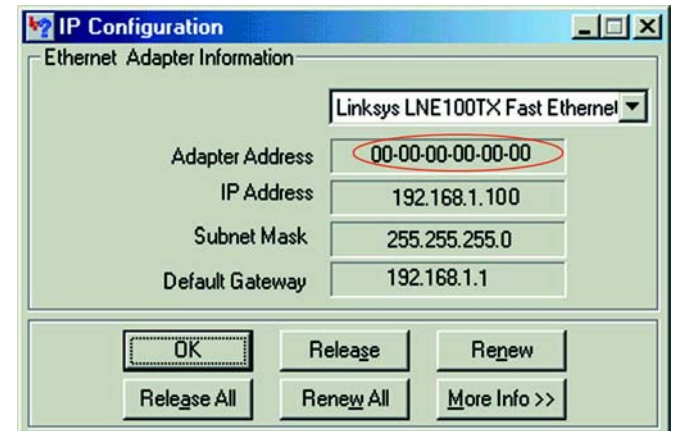 IP Configuration
Ethernet Adapter Information
Linksys LNE100TX Fast Ethernet
Adapter Address 00-00-00-00-00-00
IP Address 192.168.1.100
Subnet Mask 255.255.255.0
Default Gateway 192.168.1.1
OK Release Renew
Release All Renew All More Info >>